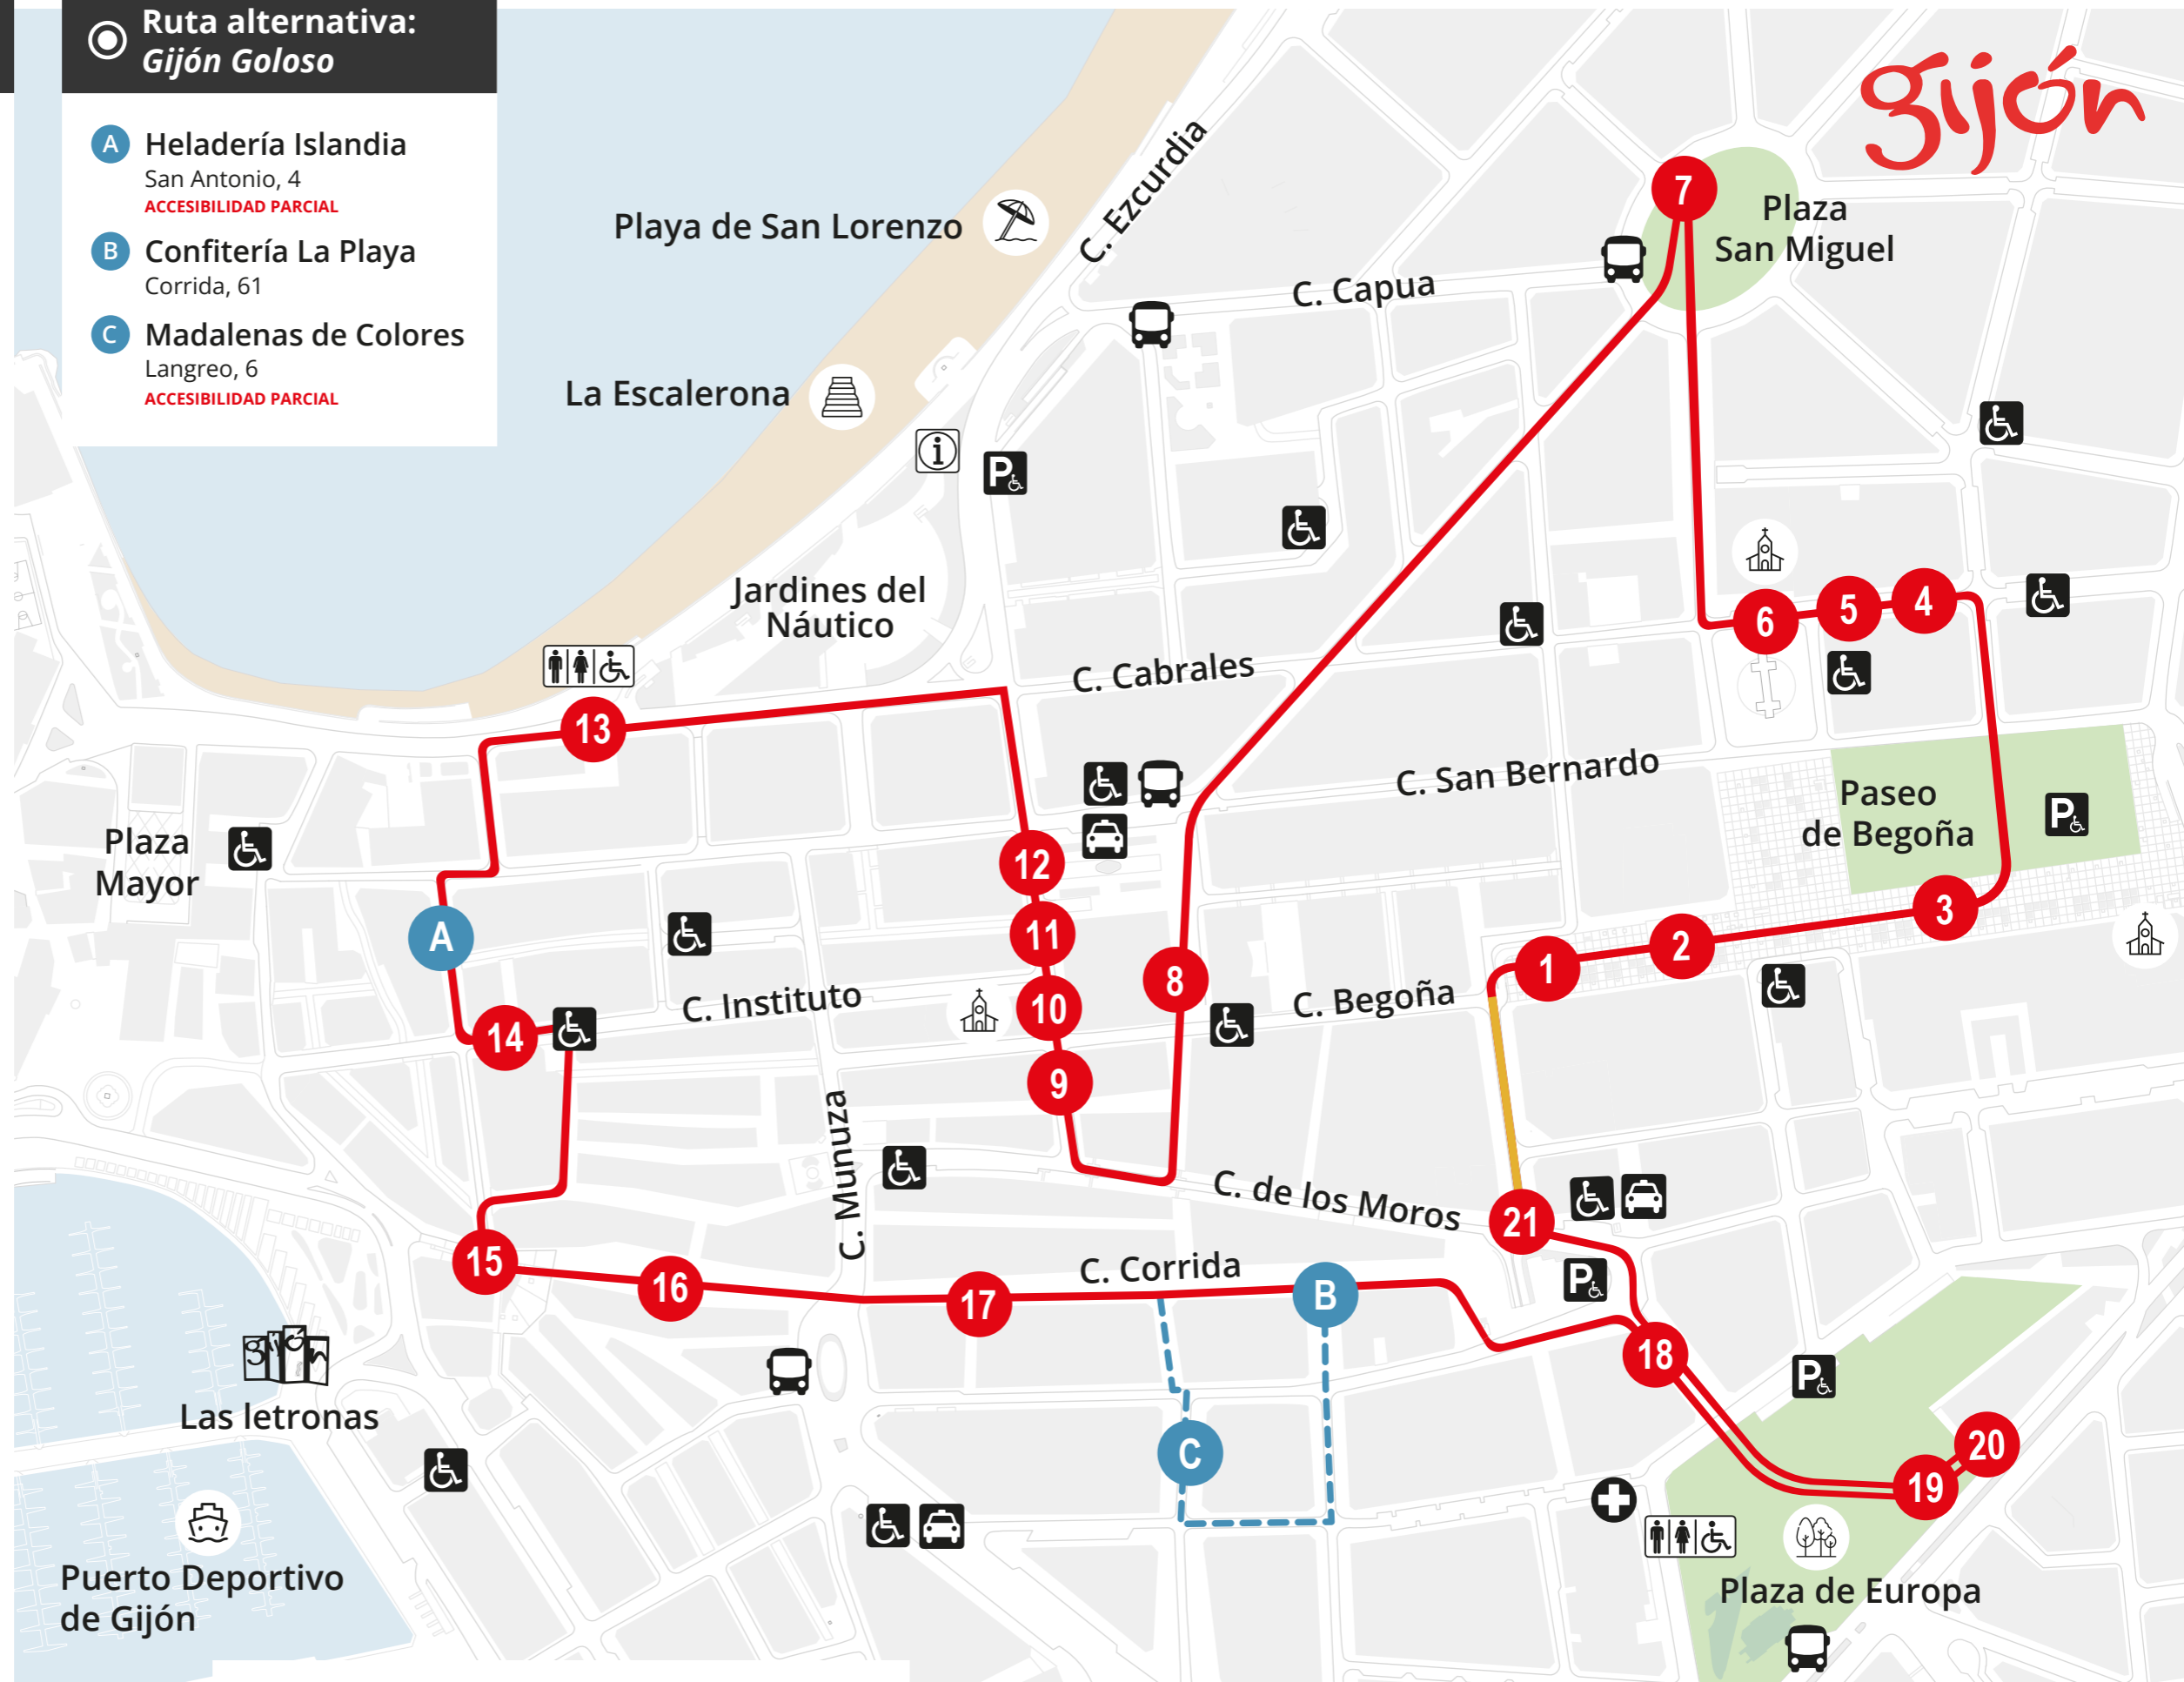 Ruta alternativa:
Gijón Goloso
A Heladería Islandia
San Antonio, 4
ACCESIBILIDAD PARCIAL
B Confitería La Playa
Corrida, 61
C Madalenas de Colores
Langreo, 6
ACCESIBILIDAD PARCIAL
gijón
C. Ezcurdia
7
Plaza
San Miguel
Playa de San Lorenzo
C. Capua
La Escalerona
i
P
Jardines del
Náutico
6
5
4
C. Cabrales
13
C. San Bernardo
Paseo
de Begoña
P
Plaza
Mayor
12
11
A
3
2
1
8
10
C. Instituto
C. Begoña
14
9
C. Munuza
C. de los Moros
21
15
16
17
C. Corrida
B
P
18
P
gijón
Las letronas
C
20
19
Puerto Deportivo
de Gijón
Plaza de Europa